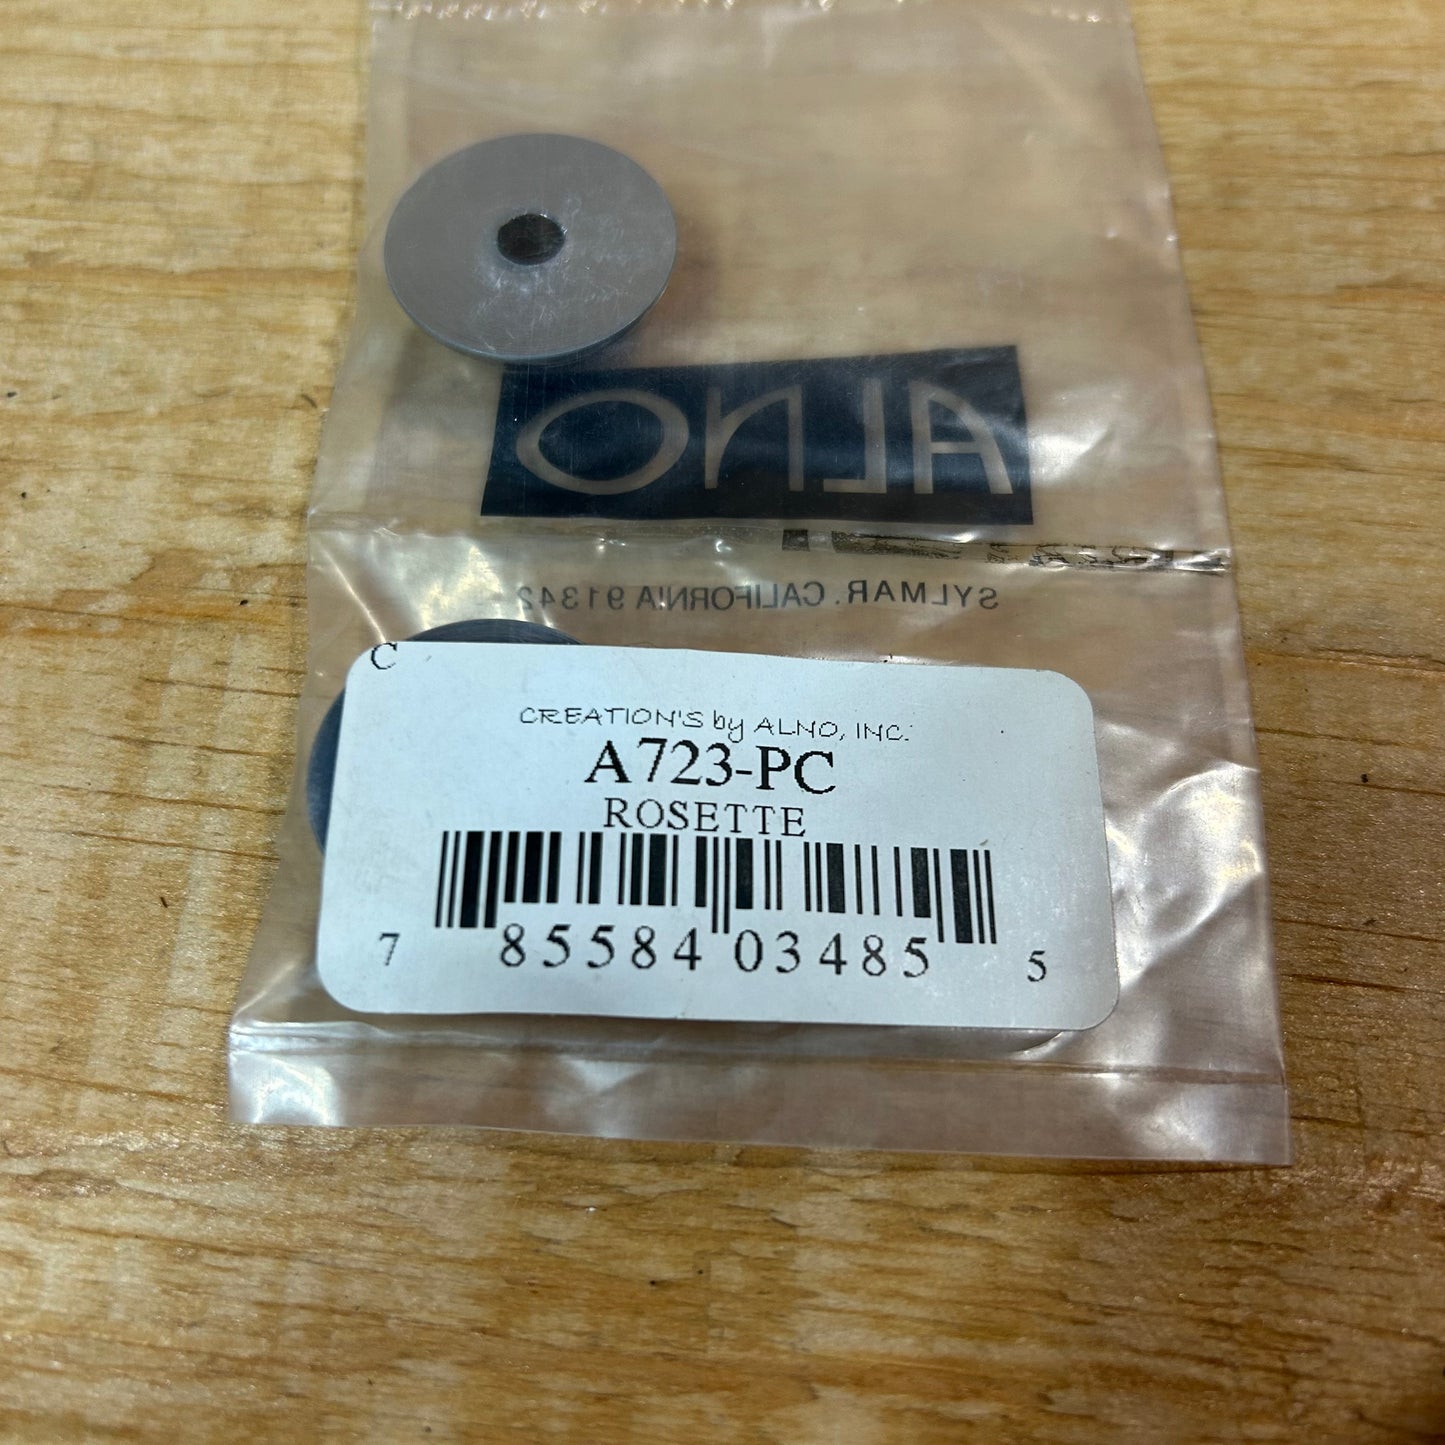 ALNO
SYLMAR. CALIFORNIA 91342
C
CREATION'S by ALNO, INC.
A723-PC
ROSETTE
7 85584 03485 5